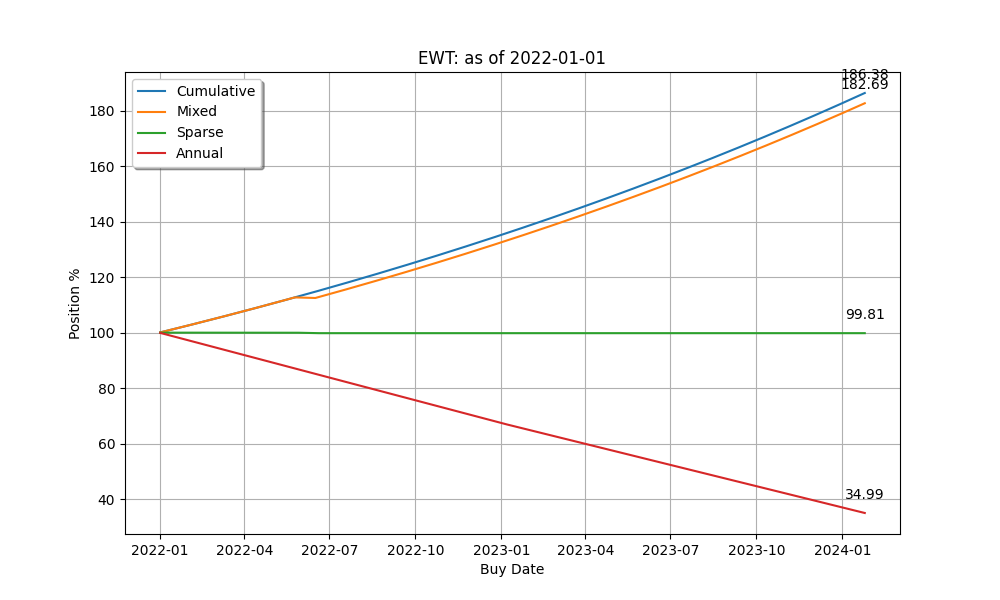 EWT: as of 2022-01-01
Cumulative
Mixed
Sparse
Annual
186.38
182.69
99.81
34.99
Position %
180
160
140
120
100
80
60
40
2022-01 2022-04 2022-07 2022-10 2023-01 2023-04 2023-07 2023-10 2024-01
Buy Date